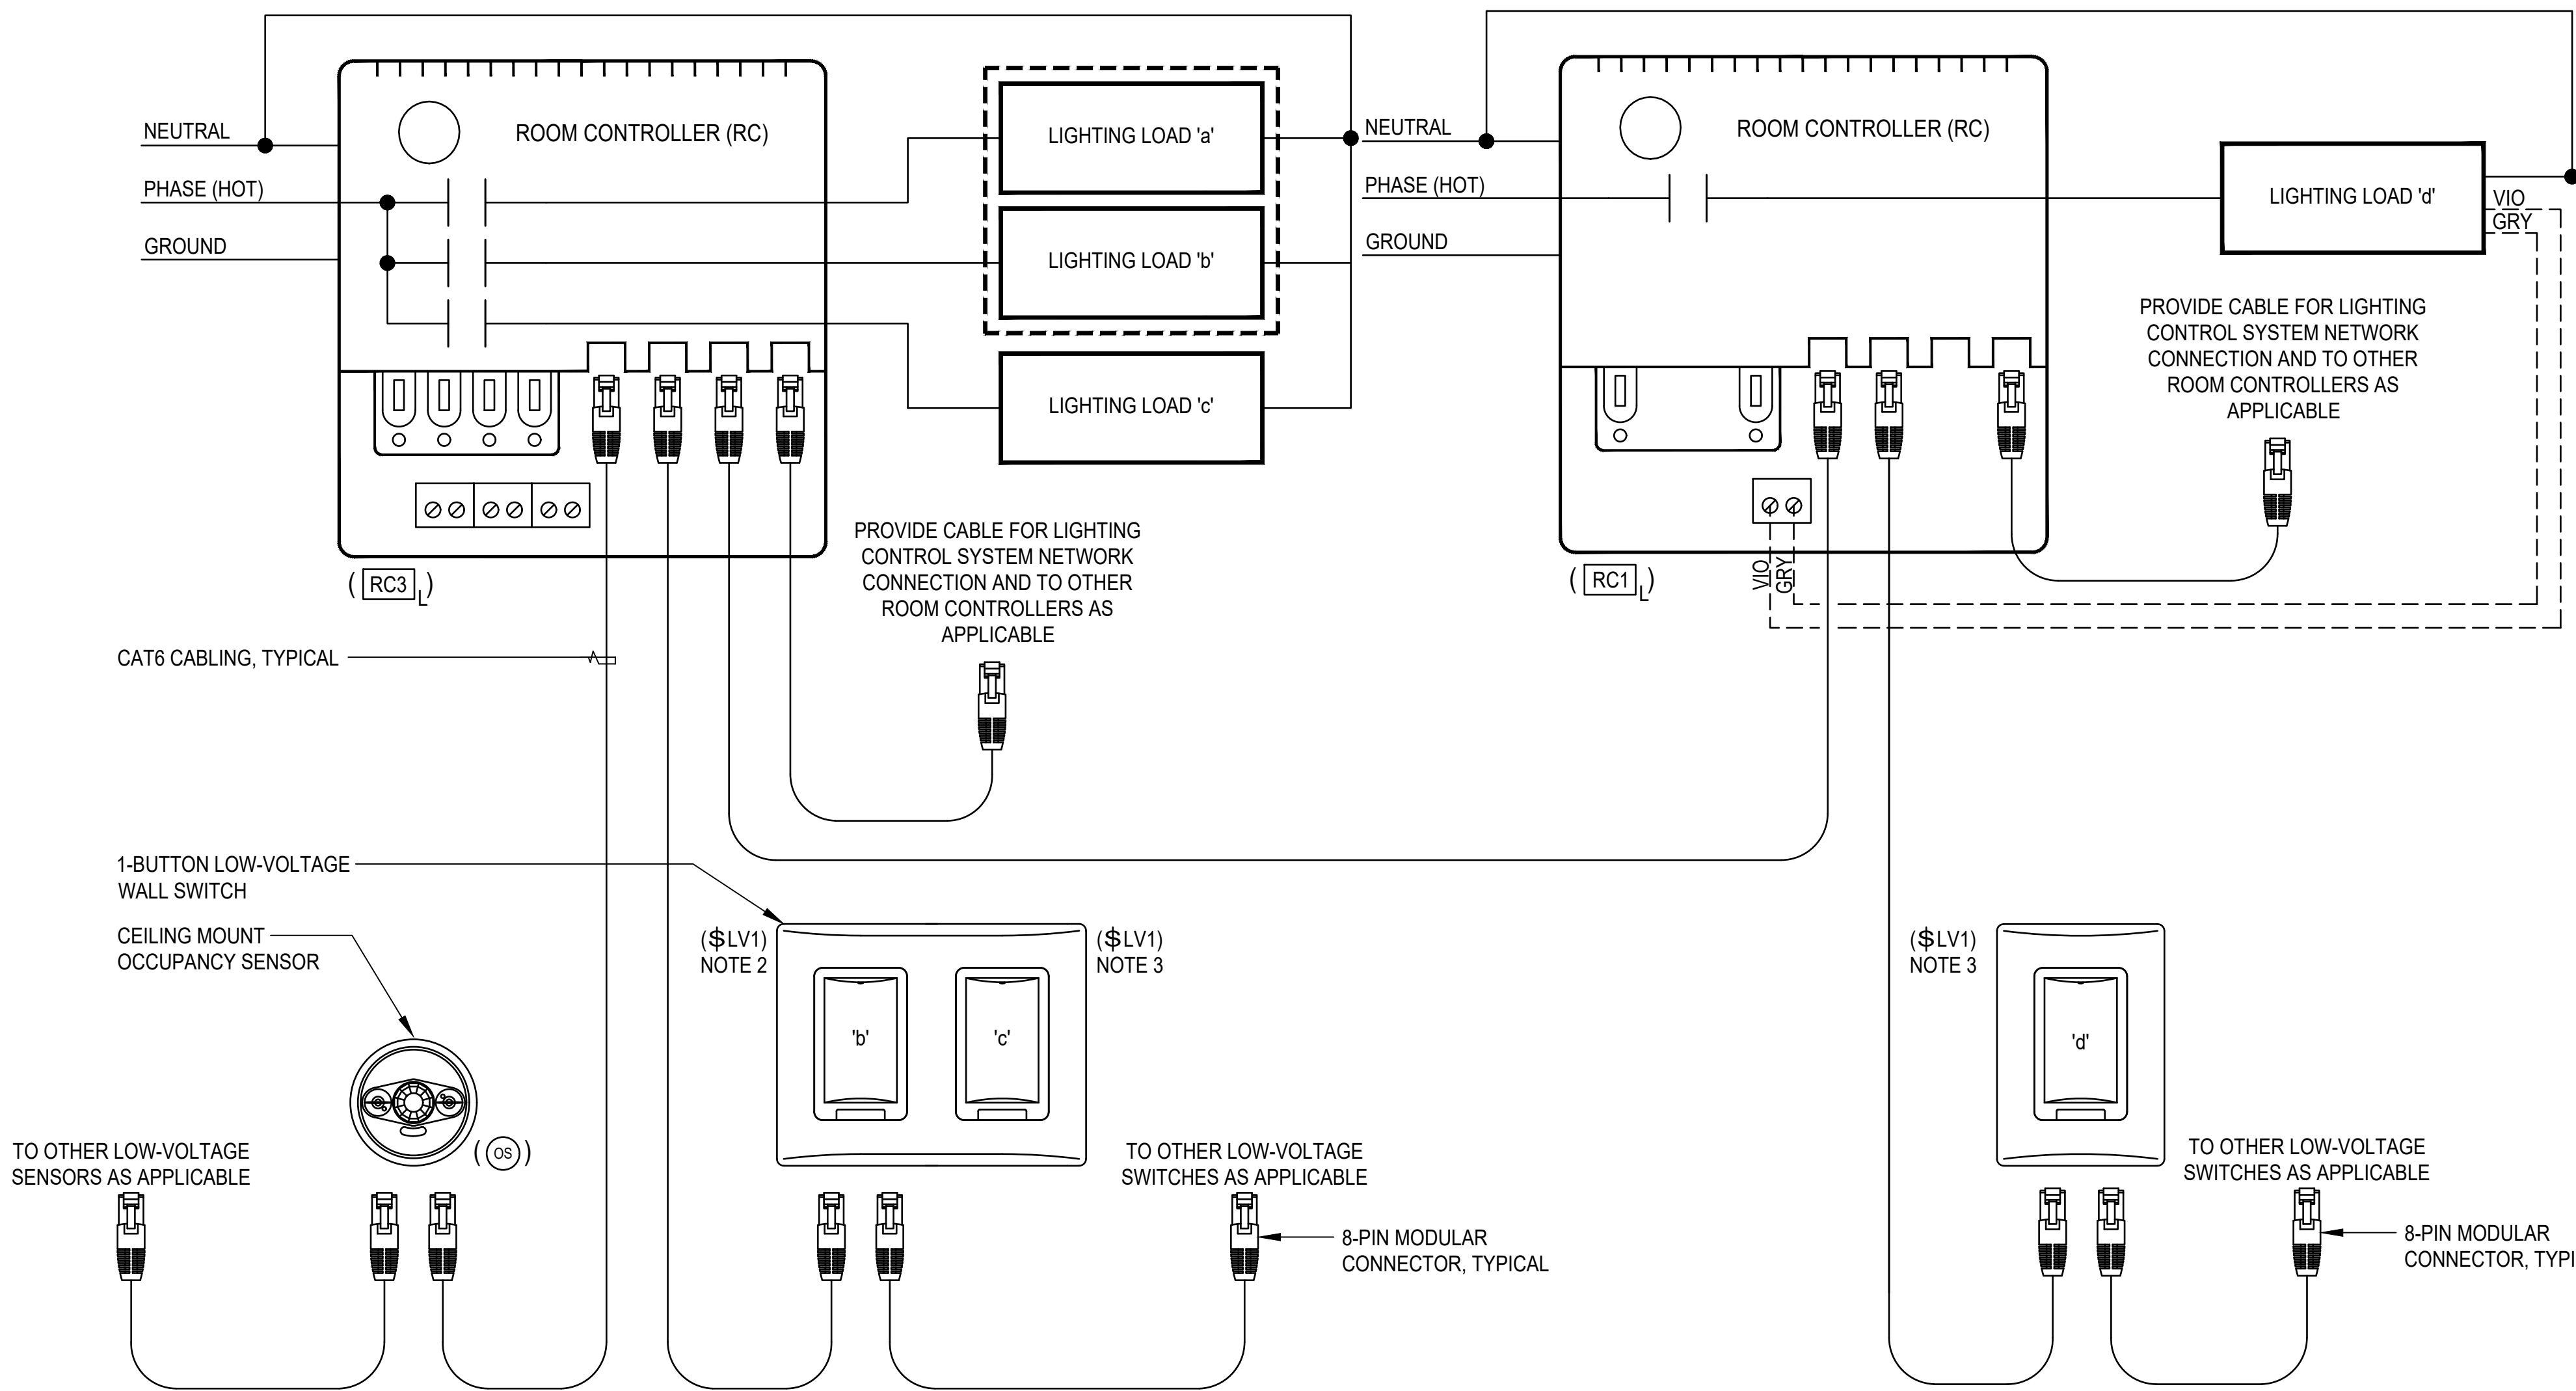 NEUTRAL
ROOM CONTROLLER (RC)
PHASE (HOT)
GROUND
LIGHTING LOAD 'a'
LIGHTING LOAD 'b'
LIGHTING LOAD 'c'
(RC3 L)
PROVIDE CABLE FOR LIGHTING
CONTROL SYSTEM NETWORK
CONNECTION AND TO OTHER
ROOM CONTROLLERS AS
APPLICABLE
NEUTRAL
ROOM CONTROLLER (RC)
PHASE (HOT)
GROUND
LIGHTING LOAD 'd'
VIO
GRY
PROVIDE CABLE FOR LIGHTING
CONTROL SYSTEM NETWORK
CONNECTION AND TO OTHER
ROOM CONTROLLERS AS
APPLICABLE
(RC1 L)
VIO
GRY
CAT6 CABLING, TYPICAL
1-BUTTON LOW-VOLTAGE
WALL SWITCH
CEILING MOUNT
OCCUPANCY SENSOR
(OS)
TO OTHER LOW-VOLTAGE
SENSORS AS APPLICABLE
($LV1)
NOTE 2
'b'
'c'
($LV1)
NOTE 3
TO OTHER LOW-VOLTAGE
SWITCHES AS APPLICABLE
8-PIN MODULAR
CONNECTOR, TYPICAL
($LV1)
NOTE 3
'd'
TO OTHER LOW-VOLTAGE
SWITCHES AS APPLICABLE
8-PIN MODULAR
CONNECTOR, TYPI